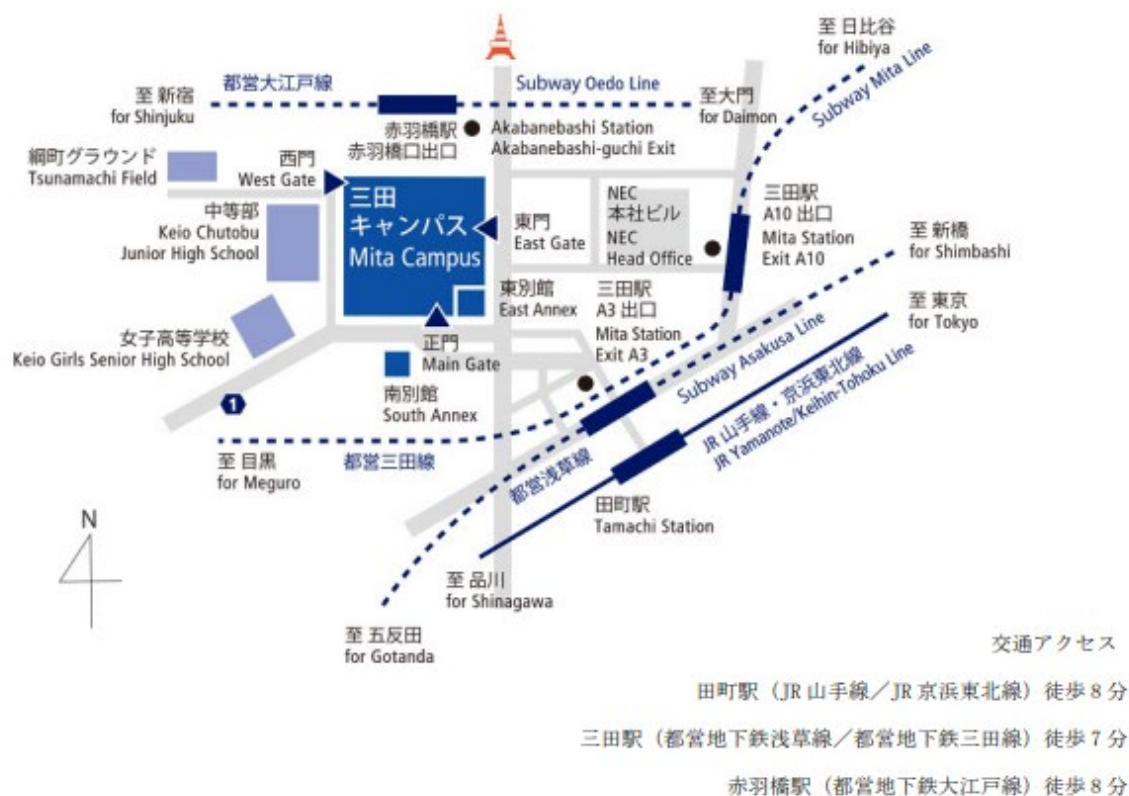 至 日比谷
for Hibiya
Subway Mita Line
都営大江戸線
Subway Oedo Line
至 新宿
for Shinjuku
至大門
for Daimon
赤羽橋駅
赤羽橋口出口
Akabanebashi Station
Akabanebashi-guchi Exit
綱町グラウンド
Tsunamachi Field
西門
West Gate
三田
キャンパス
Mita Campus
中等部
Keio Chutobu
Junior High School
東門
East Gate
NEC
本社ビル
NEC
Head Office
三田駅
A10 出口
Mita Station
Exit A10
至 新橋
for Shimbashi
東別館
East Annex
三田駅
A3 出口
Mita Station
Exit A3
至 東京
for Tokyo
女子高等学校
Keio Girls Senior High School
正門
Main Gate
南別館
South Annex
Subway Asakusa Line
JR 山手線・京浜東北線
JR Yamanote/Keihin-Tohoku Line
1
至 目黒
for Meguro
都営三田線
都営浅草線
田町駅
Tamachi Station
N
至 品川
for Shinagawa
至 五反田
for Gotanda
交通アクセス
田町駅（JR 山手線／JR 京浜東北線）徒歩 8 分
三田駅（都営地下鉄浅草線／都営地下鉄三田線）徒歩 7 分
赤羽橋駅（都営地下鉄大江戸線）徒歩 8 分